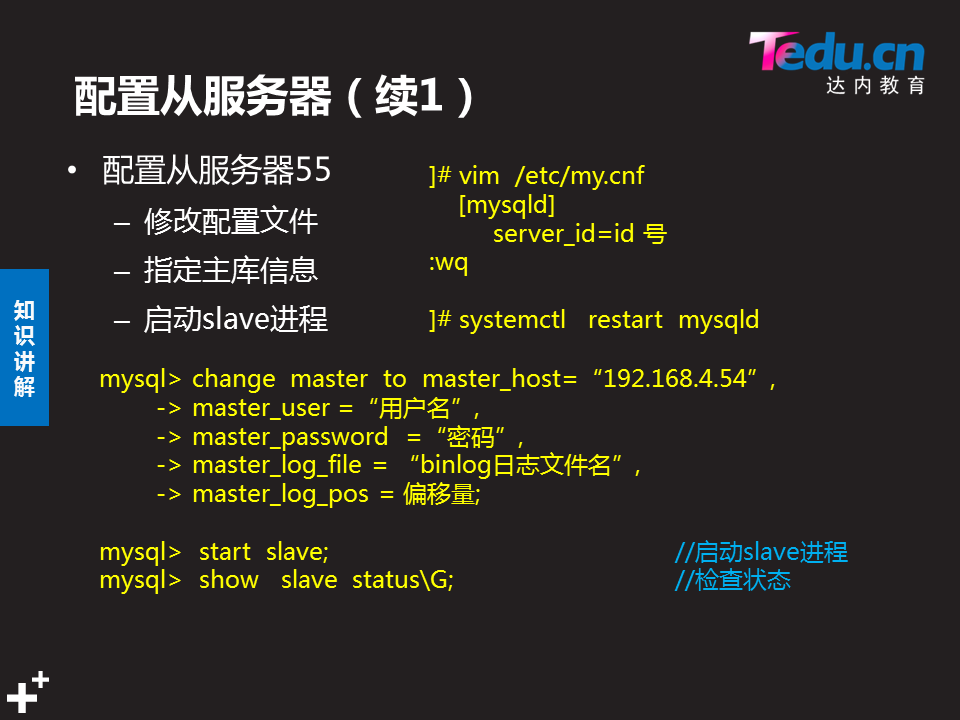 Tedu.cn
达内教育
配置从服务器（续1）
• 配置从服务器55
– 修改配置文件
– 指定主库信息
– 启动slave进程
]# vim /etc/my.cnf
[mysqld]
server_id=id 号
:wq
]# systemctl restart mysqld
知识讲解
mysql> change master to master_host=“192.168.4.54”,
-> master_user =“用户名”,
-> master_password =“密码”,
-> master_log_file = “binlog日志文件名”,
-> master_log_pos = 偏移量;
mysql> start slave; //启动slave进程
mysql> show slave status\G; //检查状态